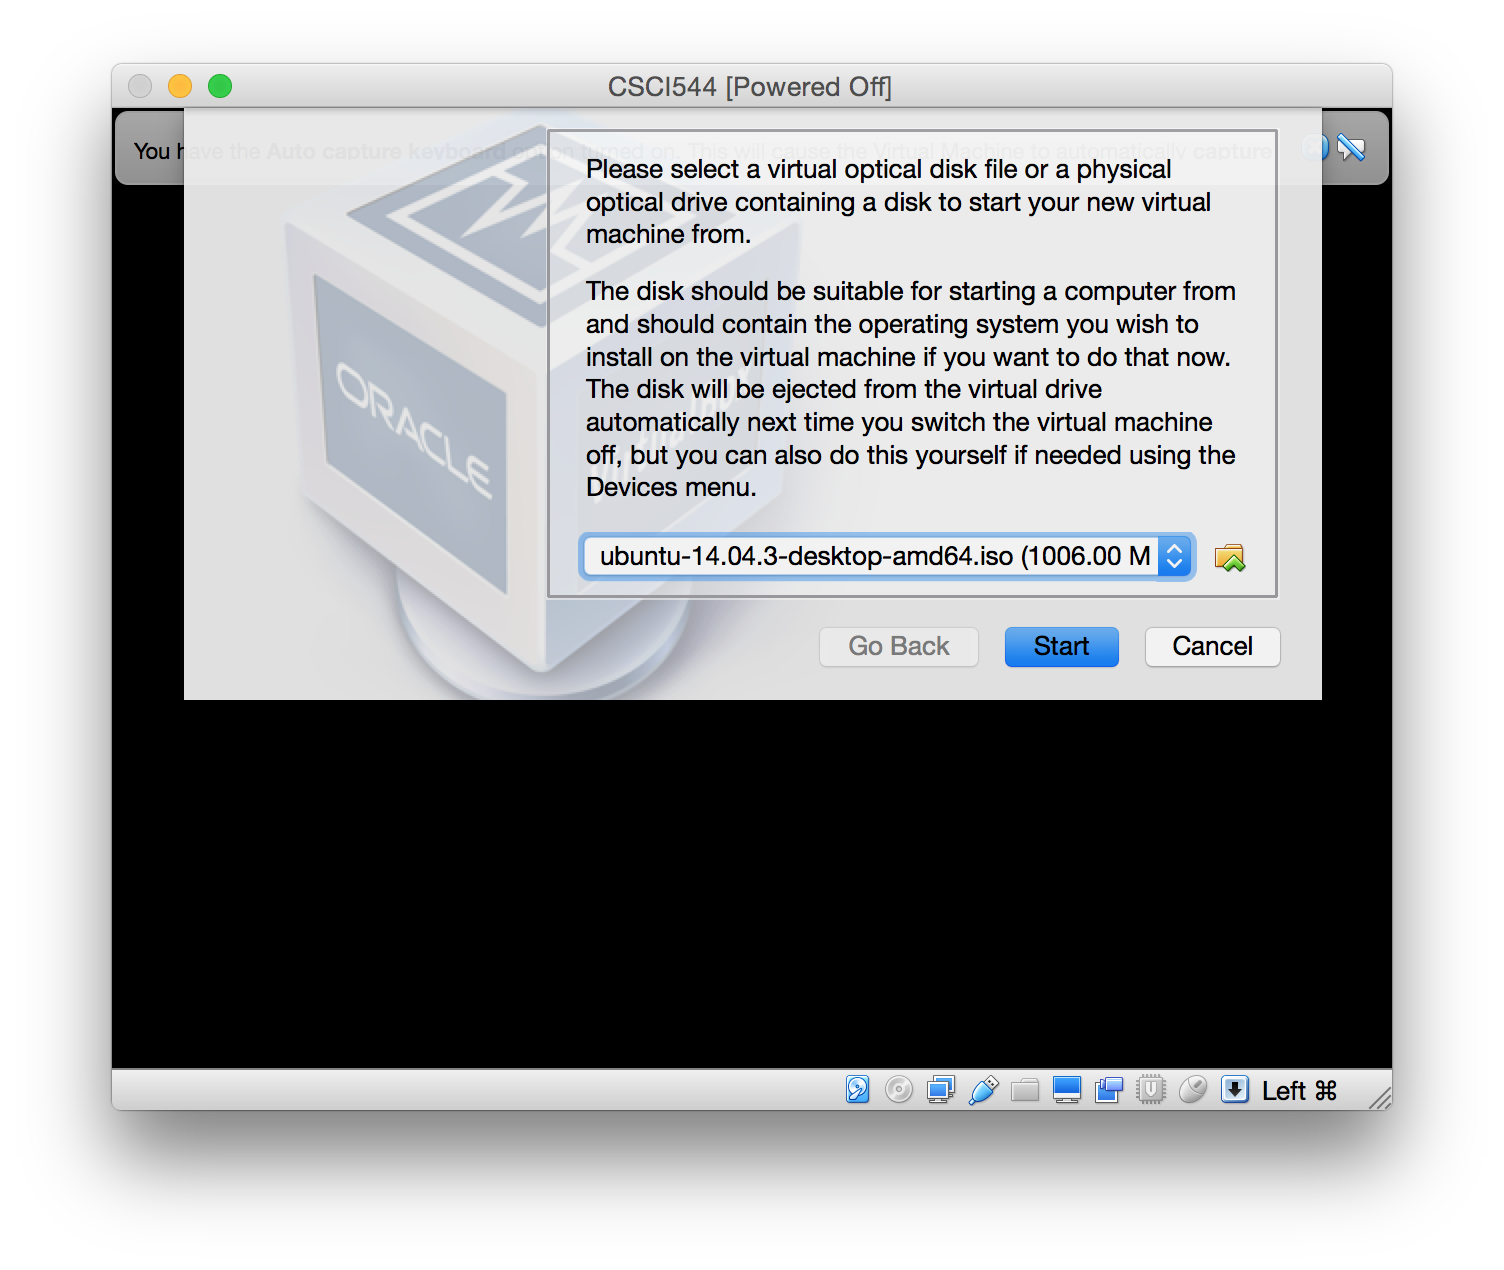 CSCI544 [Powered Off]
You have the Auto capture keyboard option turned on. This will cause the Virtual Machine to automatically capture
Please select a virtual optical disk file or a physical
optical drive containing a disk to start your new virtual
machine from.
The disk should be suitable for starting a computer from
and should contain the operating system you wish to
install on the virtual machine if you want to do that now.
The disk will be ejected from the virtual drive
automatically next time you switch the virtual machine
off, but you can also do this yourself if needed using the
Devices menu.
ORACLE
VirtualBox
ubuntu-14.04.3-desktop-amd64.iso (1006.00 M
Go Back
Start
Cancel
Left ⌘